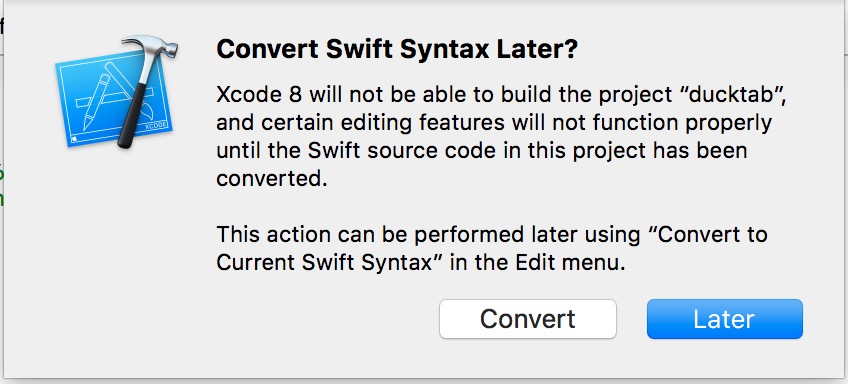 Convert Swift Syntax Later?
Xcode 8 will not be able to build the project “ducktab”,
and certain editing features will not function properly
until the Swift source code in this project has been
converted.
This action can be performed later using “Convert to
Current Swift Syntax” in the Edit menu.
XCODE
Convert
Later